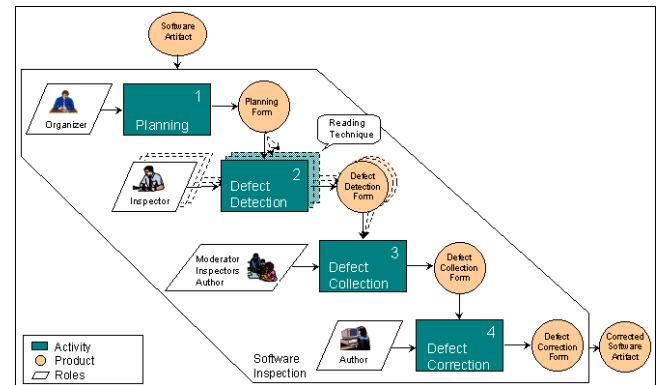 Software
Artifact
1
Planning
Organizer
Planning
Form
Reading
Technique
2
Defect
Detection
Inspector
Defect
Detection
Form
3
Defect
Collection
Moderator
Inspectors
Author
Defect
Collection
Form
4
Defect
Correction
Author
Defect
Correction
Form
Corrected
Software
Artifact
Software
Inspection
Activity
Product
Roles